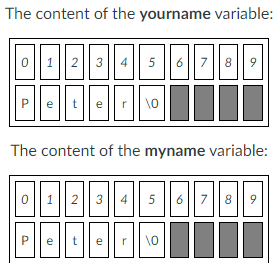 The content of the yourname variable:
0 1 2 3 4 5 6 7 8 9
P e t e r \0
The content of the myname variable:
0 1 2 3 4 5 6 7 8 9
P e t e r \0